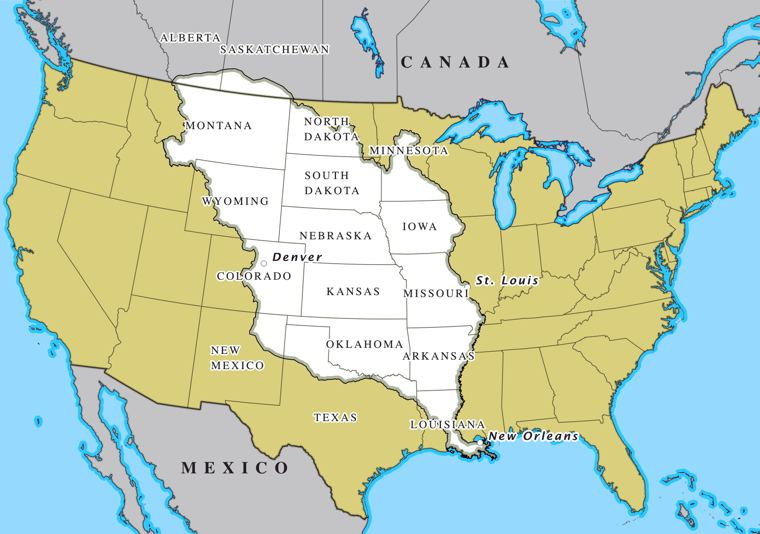 ALBERTA
SASKATCHEWAN
CANADA
MONTANA
NORTH
DAKOTA
MINNESOTA
SOUTH
DAKOTA
WYOMING
IOWA
NEBRASKA
Denver
COLORADO
St. Louis
KANSAS
MISSOURI
OKLAHOMA
ARKANSAS
NEW
MEXICO
TEXAS
LOUISIANA
New Orleans
MEXICO